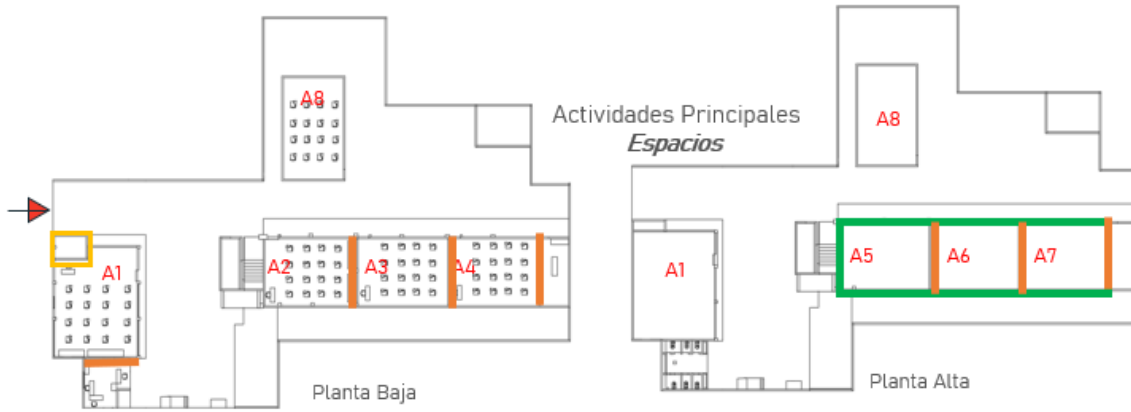 A8
A1
A2
A3
A4
Planta Baja
Actividades Principales
Espacios
A8
A1
A5
A6
A7
Planta Alta